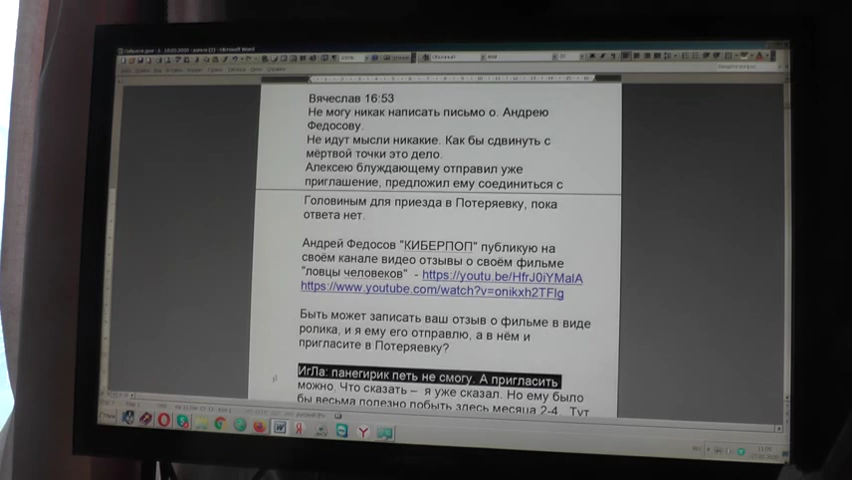 Вячеслав 16:53
Не могу никак написать письмо о. Андрею
Федосову.
Не идут мысли никакие. Как бы сдвинуть с
мёртвой точки это дело.
Алексею блуждающему отправил уже
приглашение, предложил ему соединиться с
Головиным для приезда в Потеряевку, пока
ответа нет.
Андрей Федосов "КИБЕРПОП" публикую на
своём канале видео отзывы о своём фильме
"ловцы человеков" - https://youtu.be/HfrJ0iYMaIA
https://www.youtube.com/watch?v=onikxh2TFlg
Быть может записать ваш отзыв о фильме в виде
ролика, и я ему его отправлю, а в нём и
пригласите в Потеряевку?
ИгЛа: панегирик петь не смогу. А пригласить
можно. Что сказать – я уже сказал. Но ему было
бы весьма полезно побыть здесь месяца 2-4. Тут